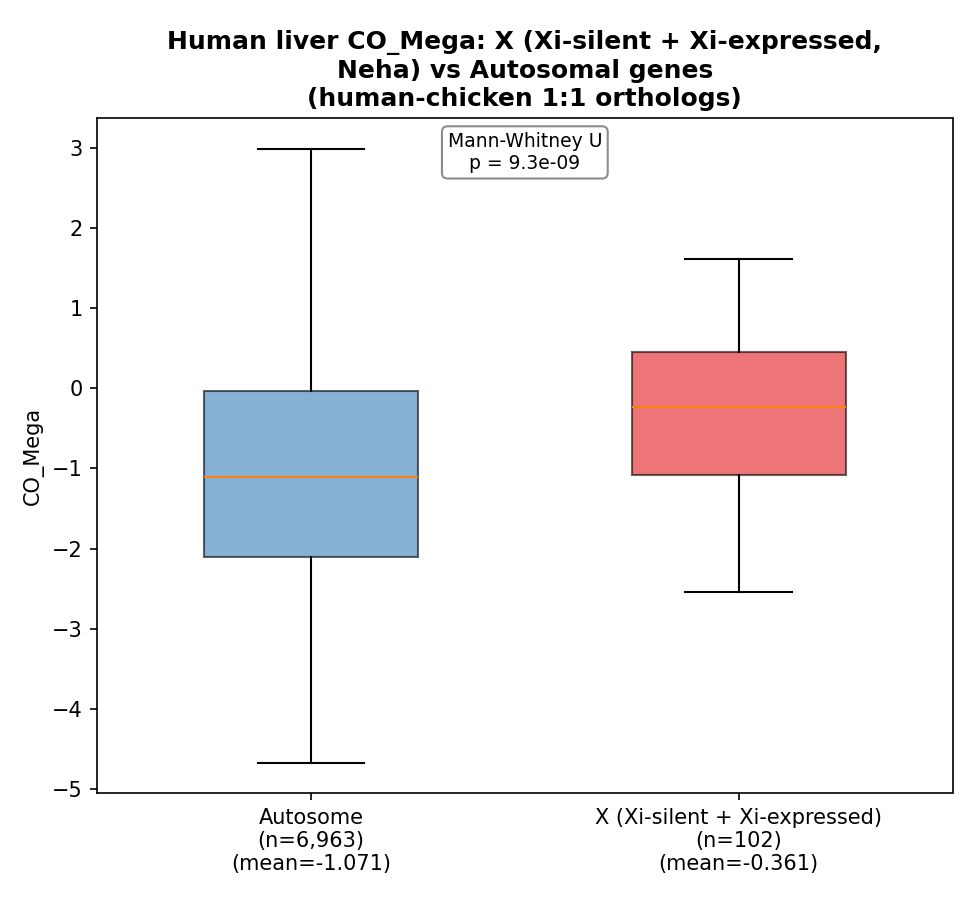 Human liver CO_Mega: X (Xi-silent + Xi-expressed,
Neha) vs Autosomal genes
(human-chicken 1:1 orthologs)
Mann-Whitney U
p = 9.3e-09
3
2
1
0
−1
−2
−3
−4
−5
CO_Mega
Autosome
(n=6,963)
(mean=-1.071)
X (Xi-silent + Xi-expressed)
(n=102)
(mean=-0.361)